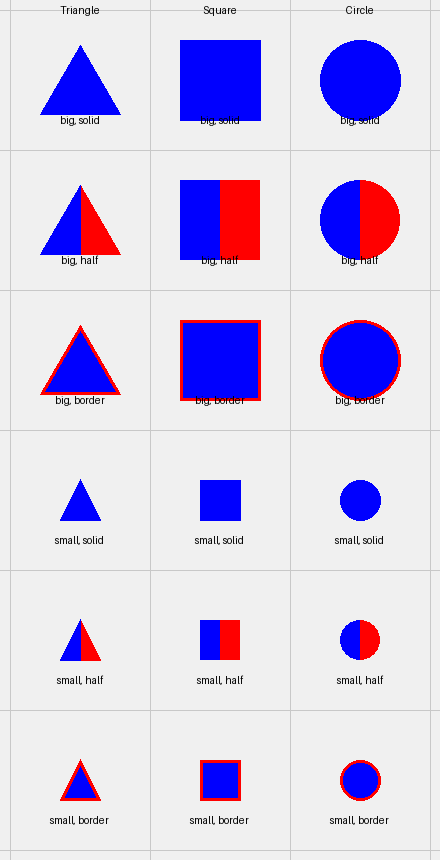 Triangle Square Circle
big, solid big, solid big, solid
big, half big, half big, half
big, border big, border big, border
small, solid small, solid small, solid
small, half small, half small, half
small, border small, border small, border